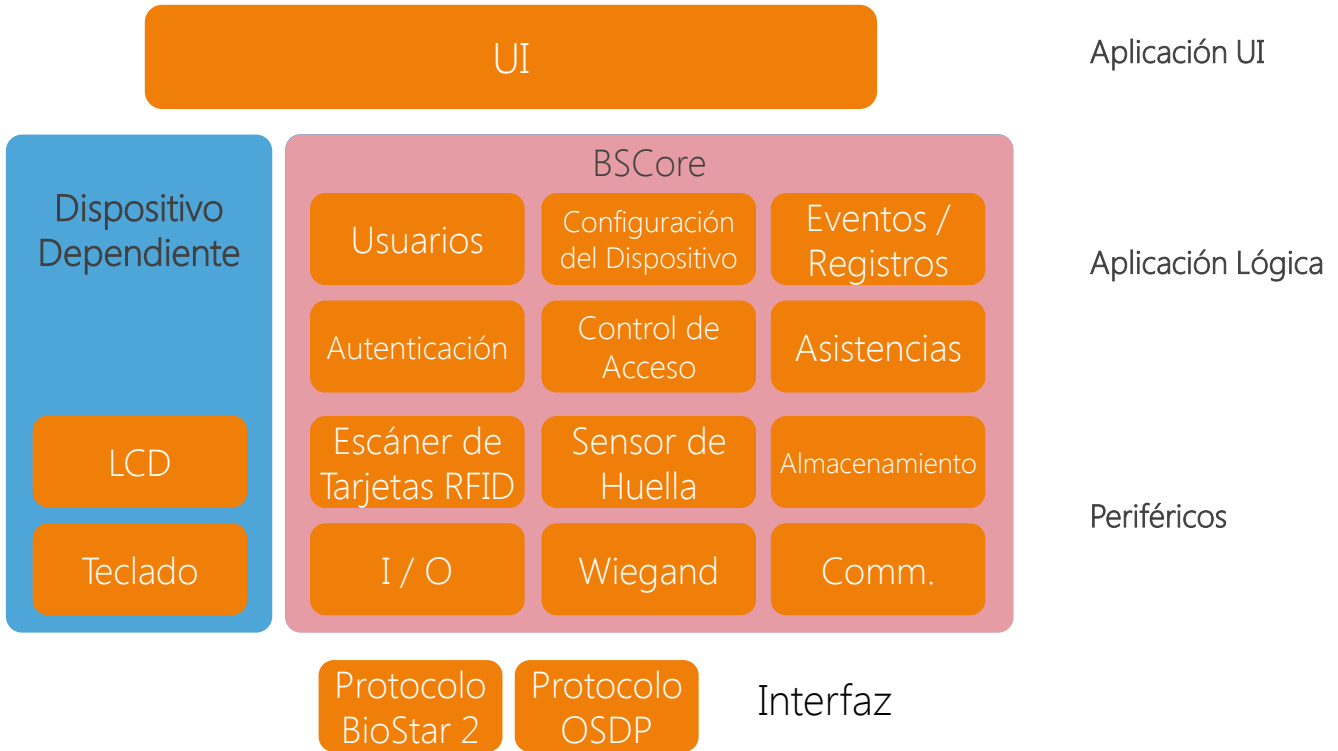 UI
Aplicación UI
Dispositivo
Dependiente
BSCore
Usuarios
Configuración
del Dispositivo
Eventos /
Registros
Aplicación Lógica
Autenticación
Control de
Acceso
Asistencias
LCD
Escáner de
Tarjetas RFID
Sensor de
Huella
Almacenamiento
Periféricos
Teclado
I / O
Wiegand
Comm.
Protocolo
BioStar 2
Protocolo
OSDP
Interfaz